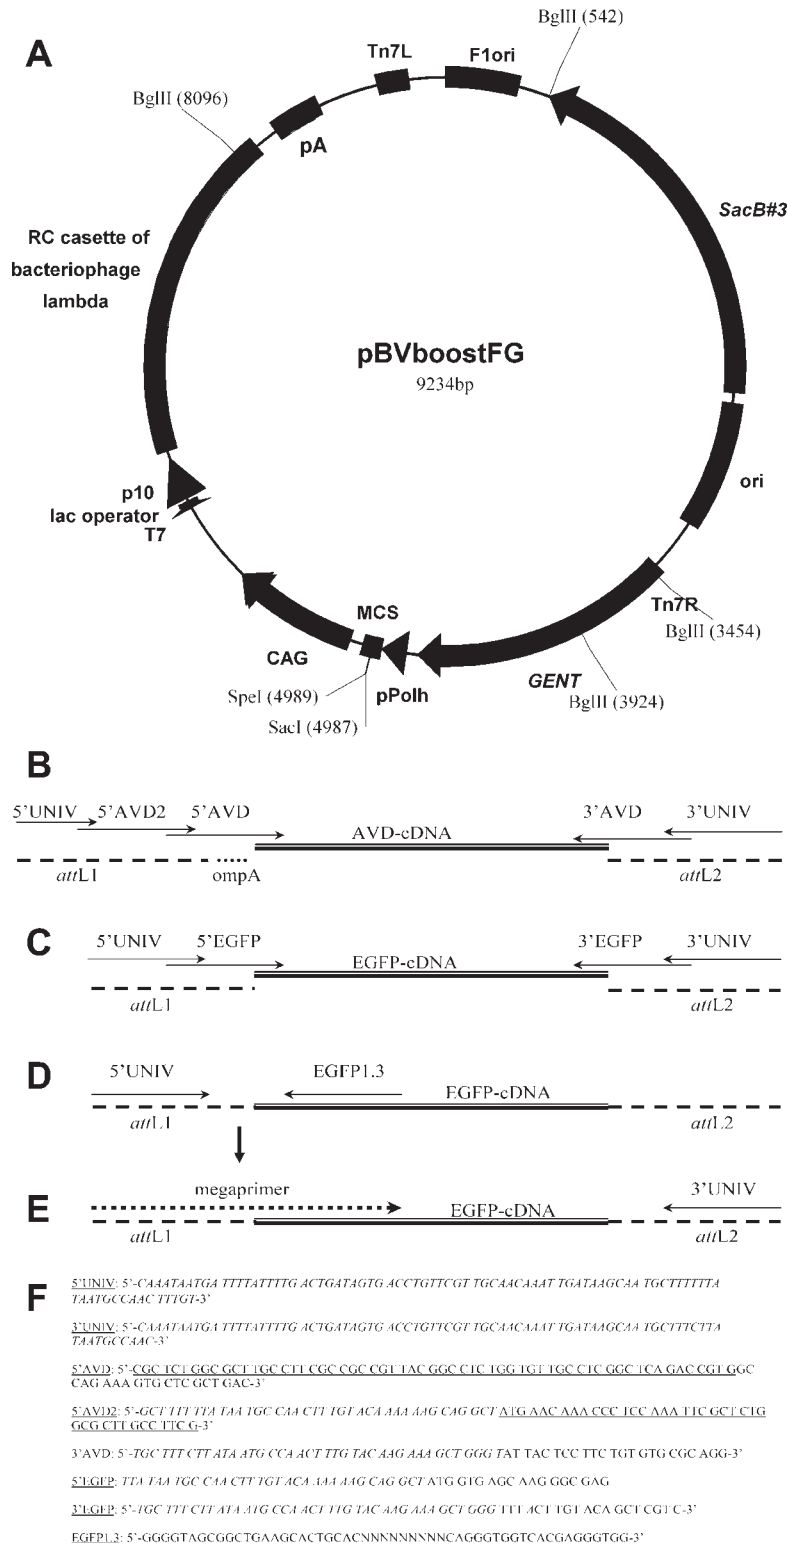 A
BglII (542)
Tn7L
F1ori
BglII (8096)
pA
SacB#3
RC casette of
bacteriophage
lambda
pBVboostFG
9234bp
ori
p10
lac operator
T7
Tn7R
BglII (3454)
MCS
CAG
GENT
SpeI (4989)
pPolh
BglII (3924)
SacI (4987)
B
5'UNIV 5'AVD2 5'AVD 3'AVD 3'UNIV
AVD-cDNA
attL1 ompA attL2
C
5'UNIV 5'EGFP 3'EGFP 3'UNIV
EGFP-cDNA
attL1 attL2
D
5'UNIV EGFP1.3
EGFP-cDNA
attL1 attL2
E
megaprimer 3'UNIV
EGFP-cDNA
attL1 attL2
F
5'UNIV: 5'-CAAATAATGA TTTTATTTTG ACTGATAGTG ACCTGTTCGT TGCAACAAAT TGATAAGCAA TGCTTTTTTA
TAATGCCAAC TTTGT-3'
3'UNIV: 5'-CAAATAATGA TTTTATTTTG ACTGATAGTG ACCTGTTCGT TGCAACAAAT TGATAAGCAA TGCTTTCTTA
TAATGCCAAC-3'
5'AVD: 5'-CGC TCT GGC GCT TGC CTT CGC CGC CGT TAC GGC CTC TGG TGT TGC CTC GGC TCA GAC CGT GGC
CAG AAA GTG CTC GCT GAC-3'
5'AVD2: 5'-GCT TTT TTA TAA TGC CAA CTT TGT ACA AAA AAG CAG GCT ATG AAC AAA CCC TCC AAA TTC GCT CTG
GCG CTT GCC TTC G-3'
3'AVD: 5'-TGC TTT CTT ATA ATG CCA ACT TTG TAC AAG AAA GCT GGG TAT TAC TCC TTC TGT GTG CGC AGG-3'
5'EGFP: TTA TAA TGC CAA CTT TGT ACA AAA AAG CAG GCT ATG GTG AGC AAG GGC GAG
3'EGFP: 5'-TGC TTT CTT ATA ATG CCA ACT TTG TAC AAG AAA GCT GGG TTT TAC TTG TAC AGC TCG TC-3'
EGFP1.3: 5'-GGGGTAGCGGCTGAAGCACTGCACNNNNNNNNNCAGGGTGGTCACGAGGGTGG-3'